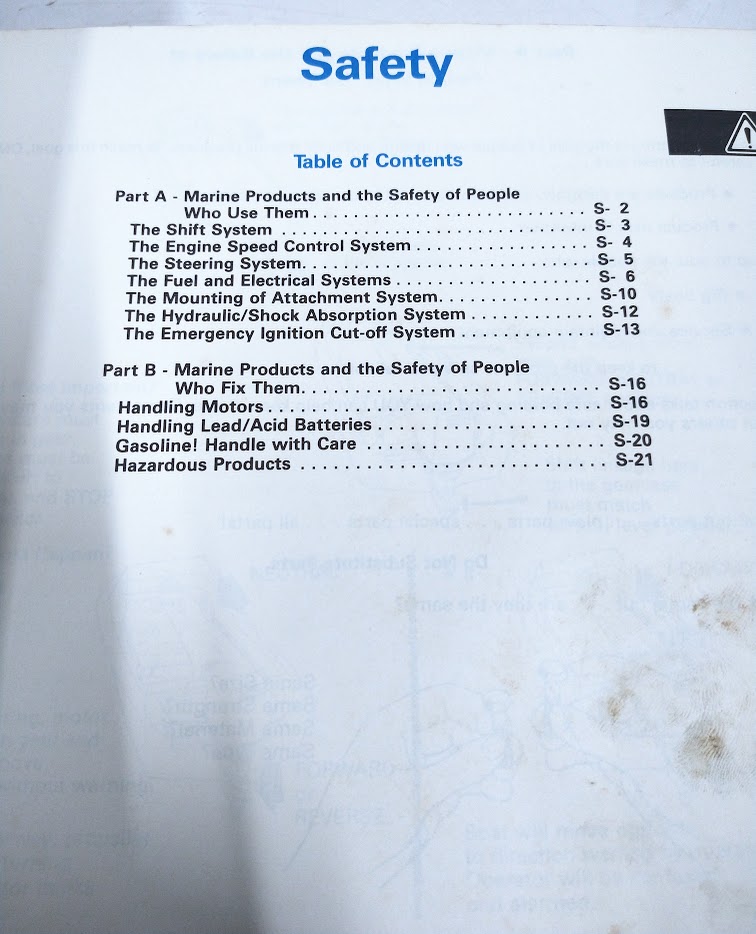 Safety
Table of Contents
Part A - Marine Products and the Safety of People
Who Use Them . . . . . . . . . . . . . . . . . . . . . . . . . . . S- 2
The Shift System . . . . . . . . . . . . . . . . . . . . . . . . . . . . . . S- 3
The Engine Speed Control System . . . . . . . . . . . . . . . . . S- 4
The Steering System. . . . . . . . . . . . . . . . . . . . . . . . . . . . S- 5
The Fuel and Electrical Systems . . . . . . . . . . . . . . . . . . . S- 6
The Mounting of Attachment System. . . . . . . . . . . . . . . S-10
The Hydraulic/Shock Absorption System . . . . . . . . . . . . S-12
The Emergency Ignition Cut-off System . . . . . . . . . . . . . S-13
Part B - Marine Products and the Safety of People
Who Fix Them. . . . . . . . . . . . . . . . . . . . . . . . . . . . S-16
Handling Motors . . . . . . . . . . . . . . . . . . . . . . . . . . . . . . . S-16
Handling Lead/Acid Batteries . . . . . . . . . . . . . . . . . . . . . S-19
Gasoline! Handle with Care . . . . . . . . . . . . . . . . . . . . . . S-20
Hazardous Products . . . . . . . . . . . . . . . . . . . . . . . . . . . . S-21